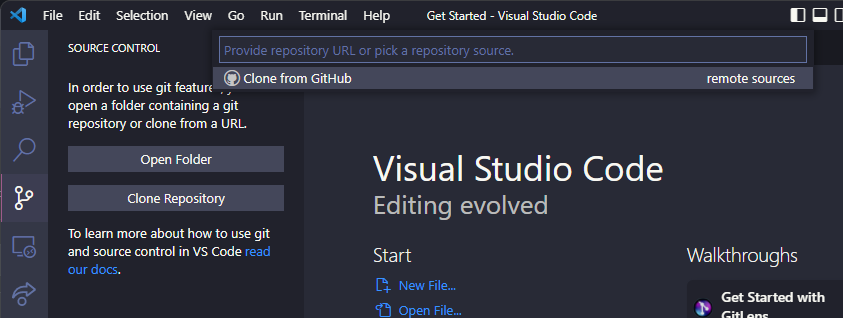 File Edit Selection View Go Run Terminal Help Get Started - Visual Studio Code
SOURCE CONTROL
Provide repository URL or pick a repository source.
Clone from GitHub remote sources
In order to use git feature
open a folder containing a git
repository or clone from a URL.
Open Folder
Clone Repository
To learn more about how to use git
and source control in VS Code read
our docs.
Visual Studio Code
Editing evolved
Start
New File...
Open File...
Walkthroughs
Get Started with
GitLens